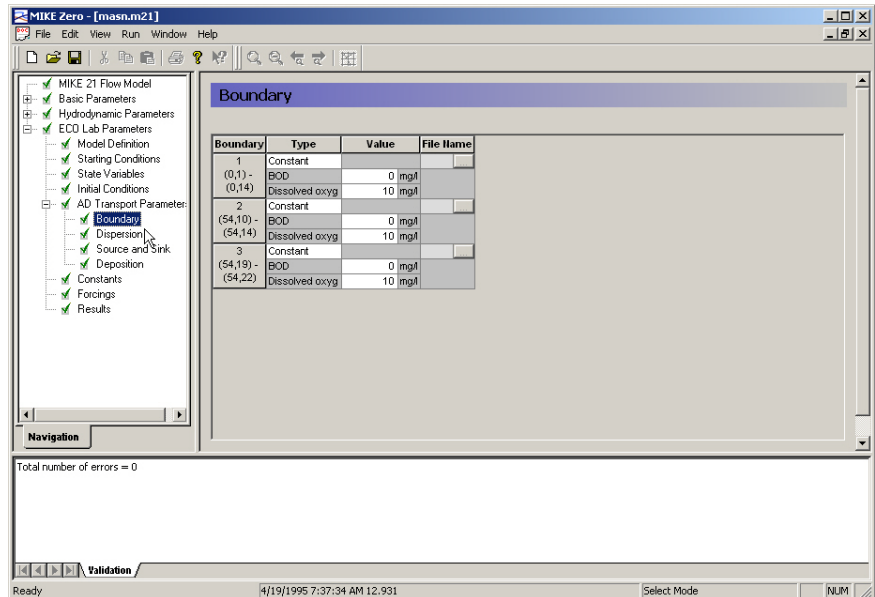 MIKE Zero - [masn.m21]
File Edit View Run Window Help
MIKE 21 Flow Model
Basic Parameters
Hydrodynamic Parameters
ECO Lab Parameters
Model Definition
Starting Conditions
State Variables
Initial Conditions
AD Transport Parameter:
Boundary
Dispersion
Source and Sink
Deposition
Constants
Forcings
Results
Navigation
Boundary
Boundary Type Value File Name
1 Constant ...
(0,1) - BOD 0 mg/l
(0,14) Dissolved oxyg 10 mg/l
2 Constant ...
(54,10) - BOD 0 mg/l
(54,14) Dissolved oxyg 10 mg/l
3 Constant ...
(54,19) - BOD 0 mg/l
(54,22) Dissolved oxyg 10 mg/l
Total number of errors = 0
Validation
Ready 4/19/1995 7:37:34 AM 12.931 Select Mode NUM